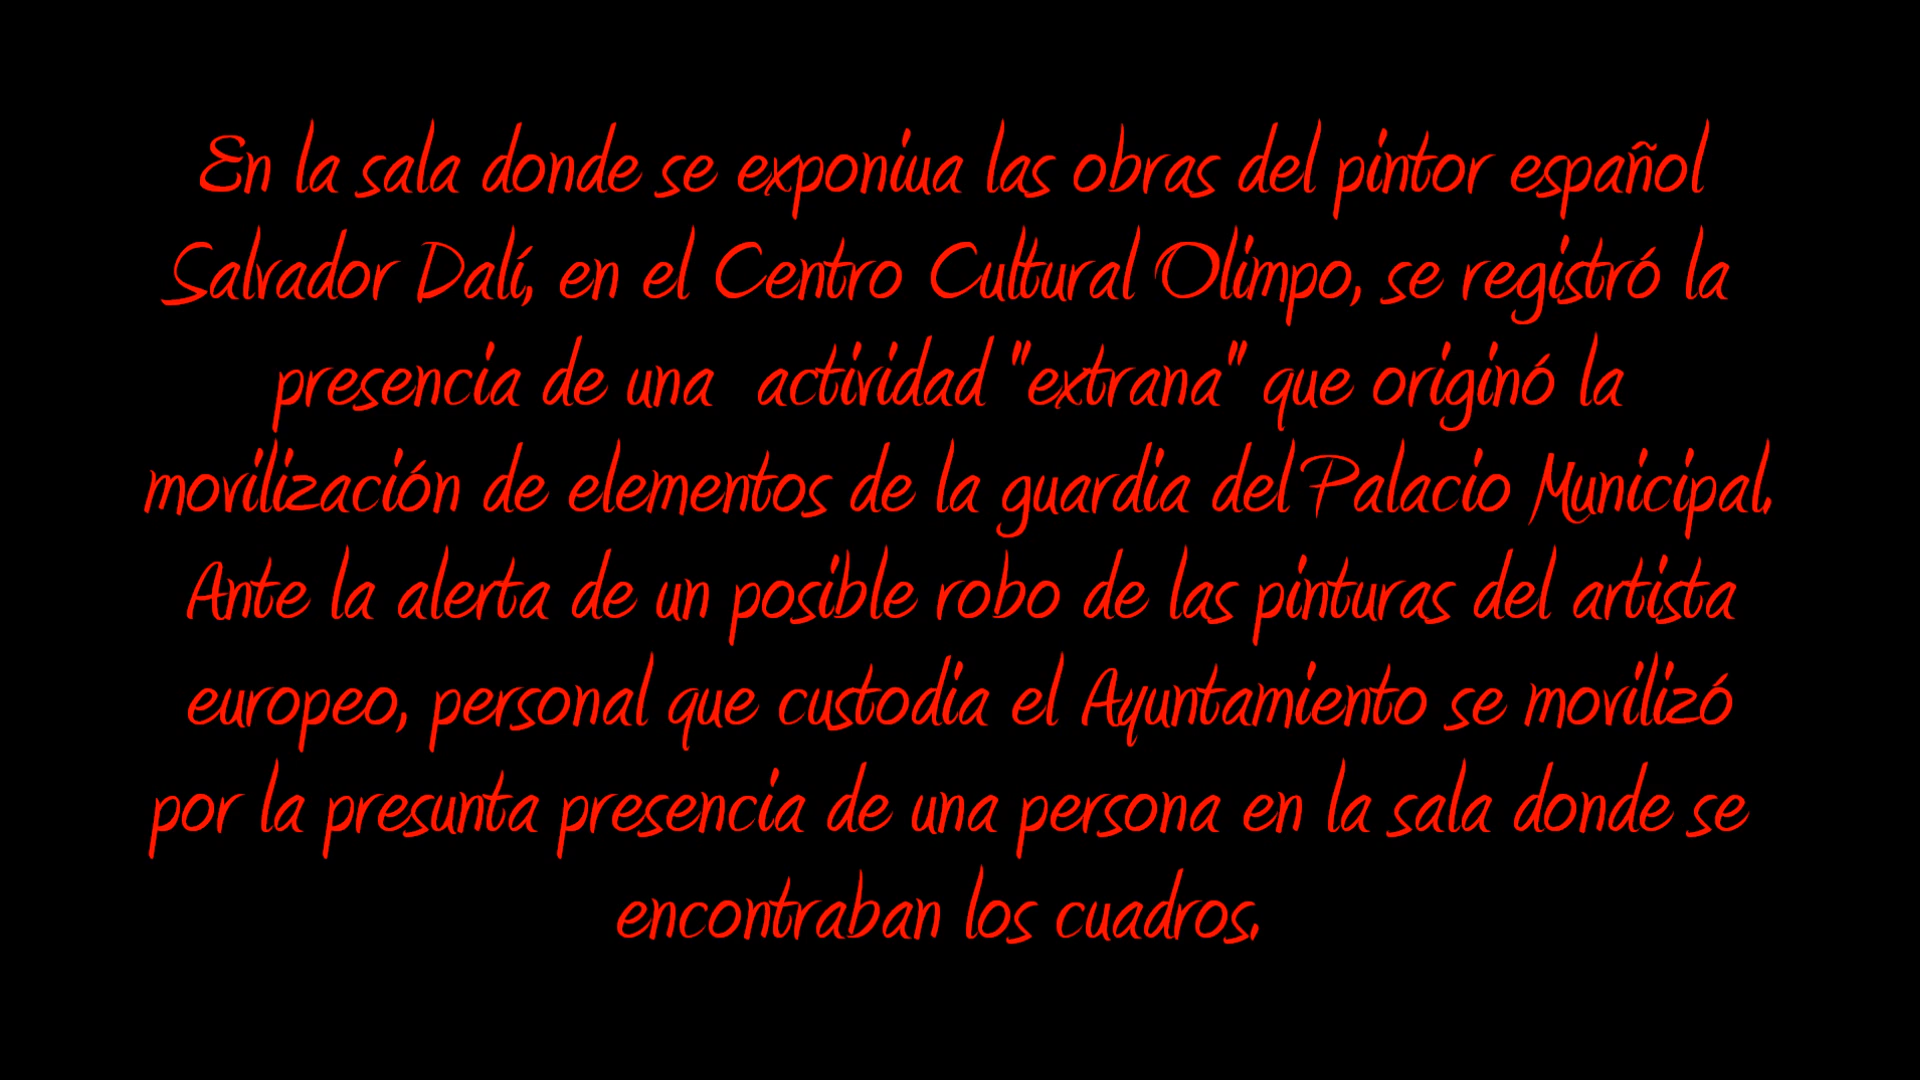 En la sala donde se exponiua las obras del pintor español
Salvador Dalí, en el Centro Cultural Olimpo, se registró la
presencia de una actividad "extrana" que originó la
movilización de elementos de la guardia del Palacio Municipal.
Ante la alerta de un posible robo de las pinturas del artista
europeo, personal que custodia el Ayuntamiento se movilizó
por la presunta presencia de una persona en la sala donde se
encontraban los cuadros.